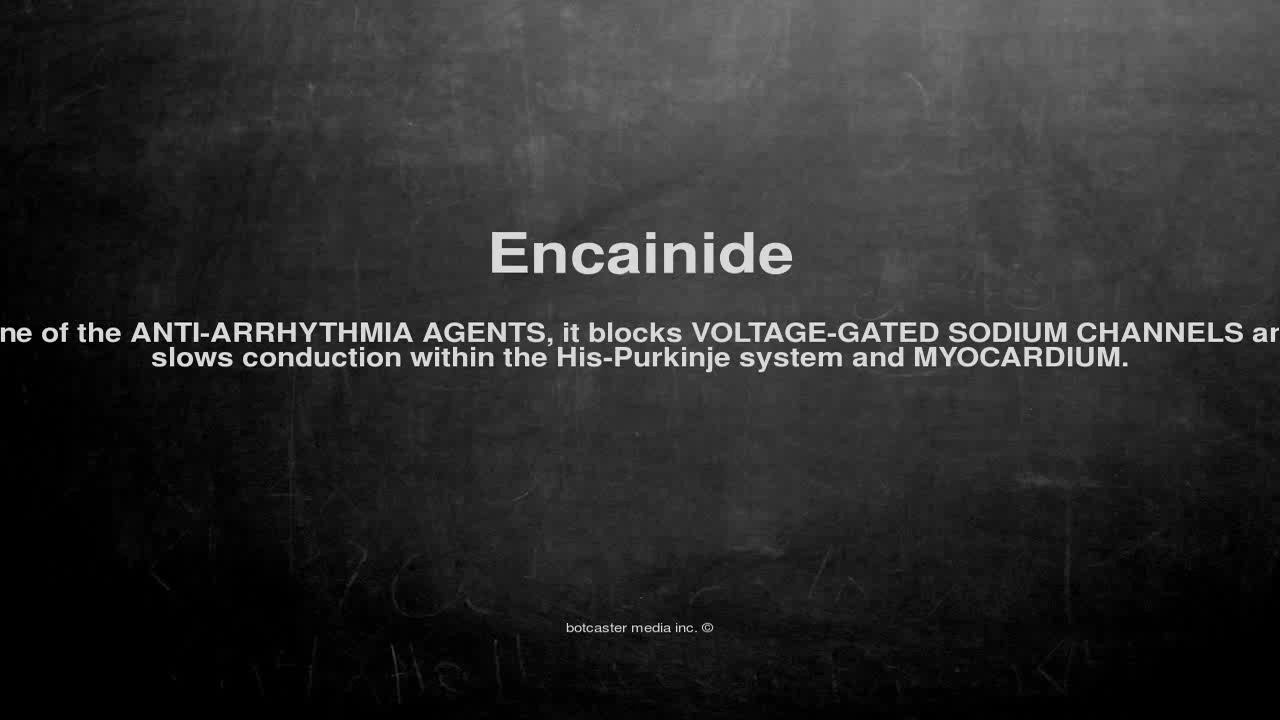 Encainide
ne of the ANTI-ARRHYTHMIA AGENTS, it blocks VOLTAGE-GATED SODIUM CHANNELS ar
slows conduction within the His-Purkinje system and MYOCARDIUM.
botcaster media inc. ©